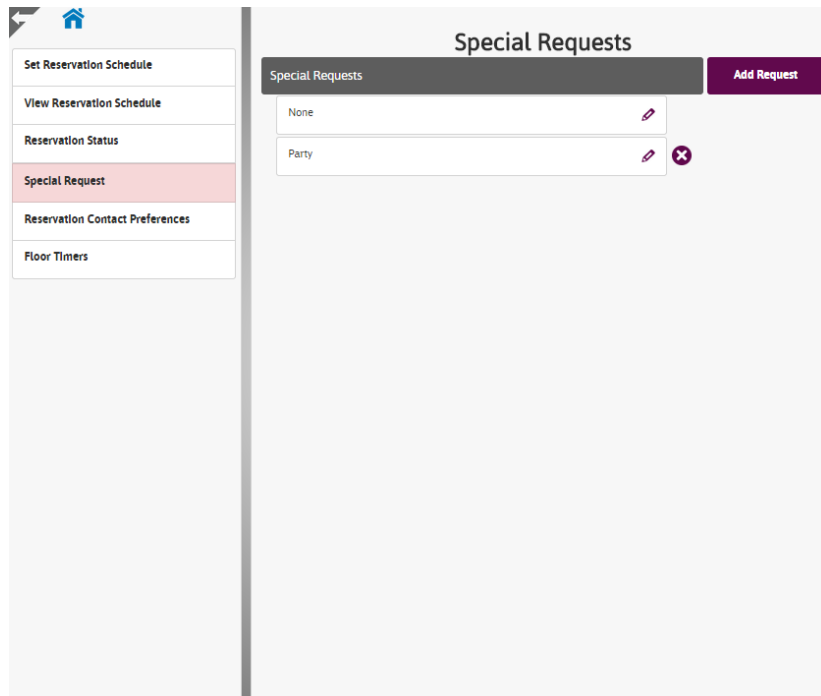 Set Reservation Schedule
View Reservation Schedule
Reservation Status
Special Request
Reservation Contact Preferences
Floor Timers
Special Requests
Special Requests
Add Request
None
Party